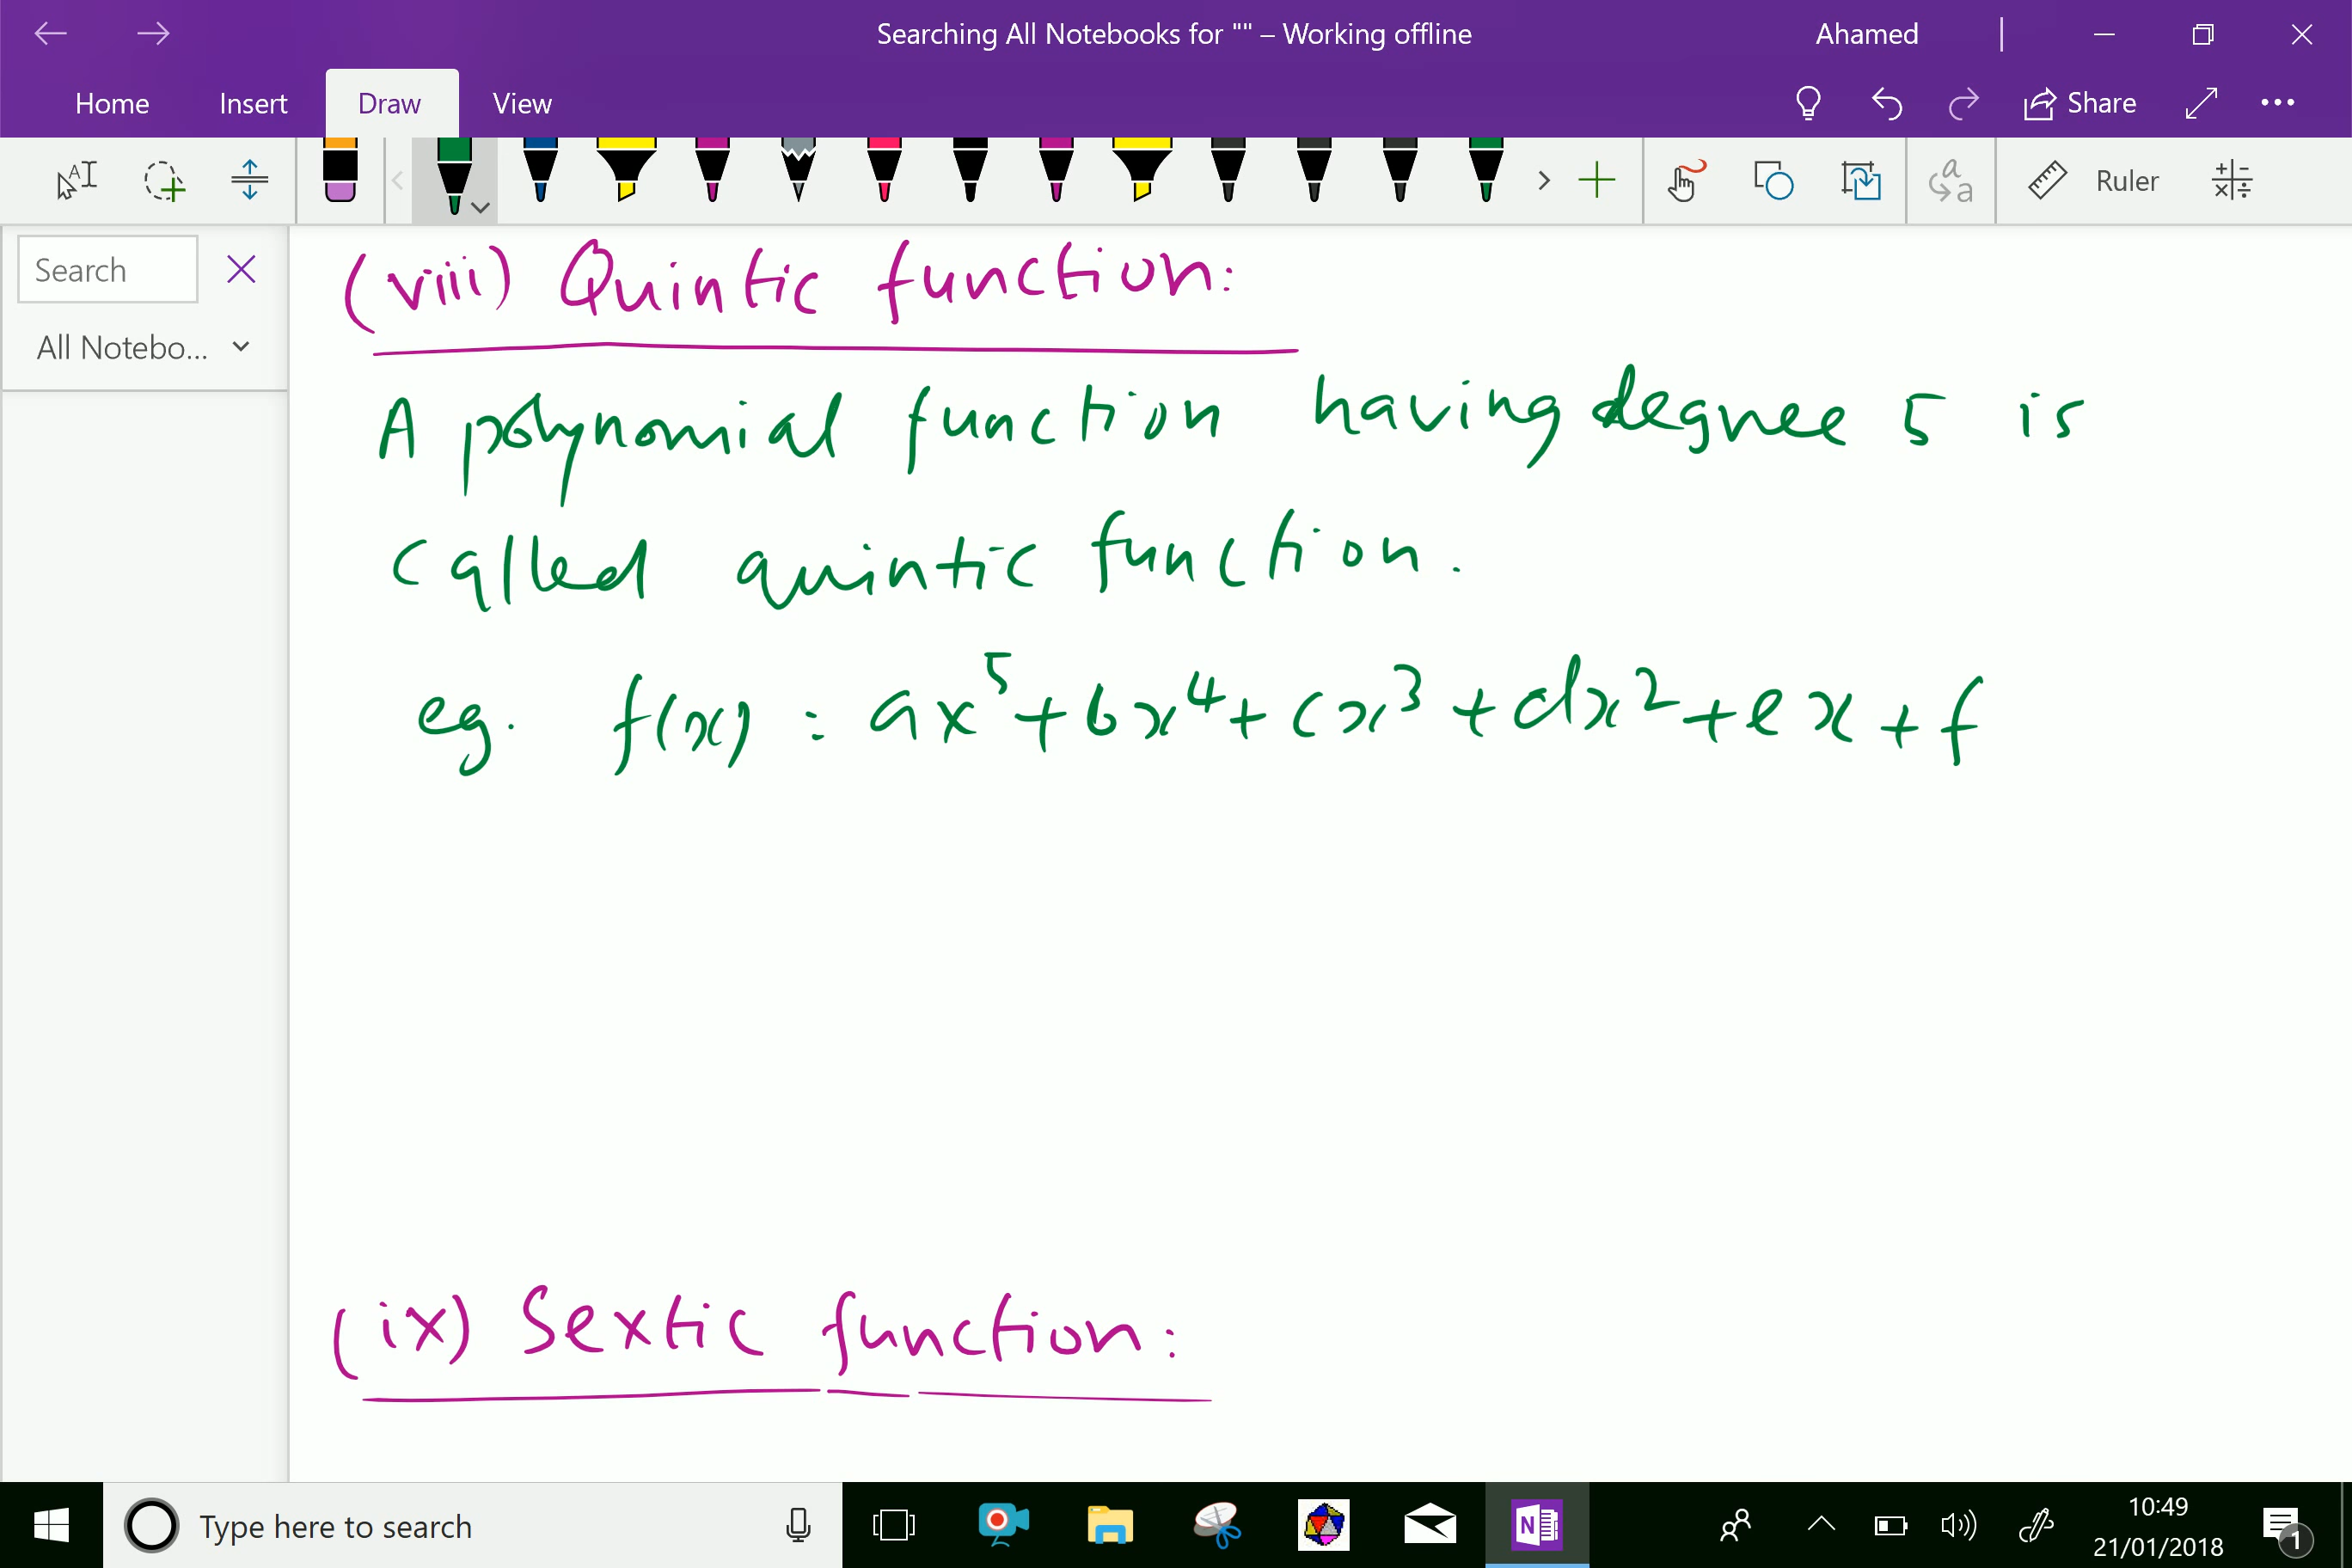 Searching All Notebooks for "" – Working offline
Ahamed
Home Insert Draw View
Share
Ruler
Search
All Notebo...
(viii) Quintic function:
A polynomial function having degree 5 is
called quintic function.
eg. f(x) = ax⁵+bx⁴+cx³+dx²+ex+f
(ix) Sextic function:
Type here to search
N
10:49
21/01/2018
1